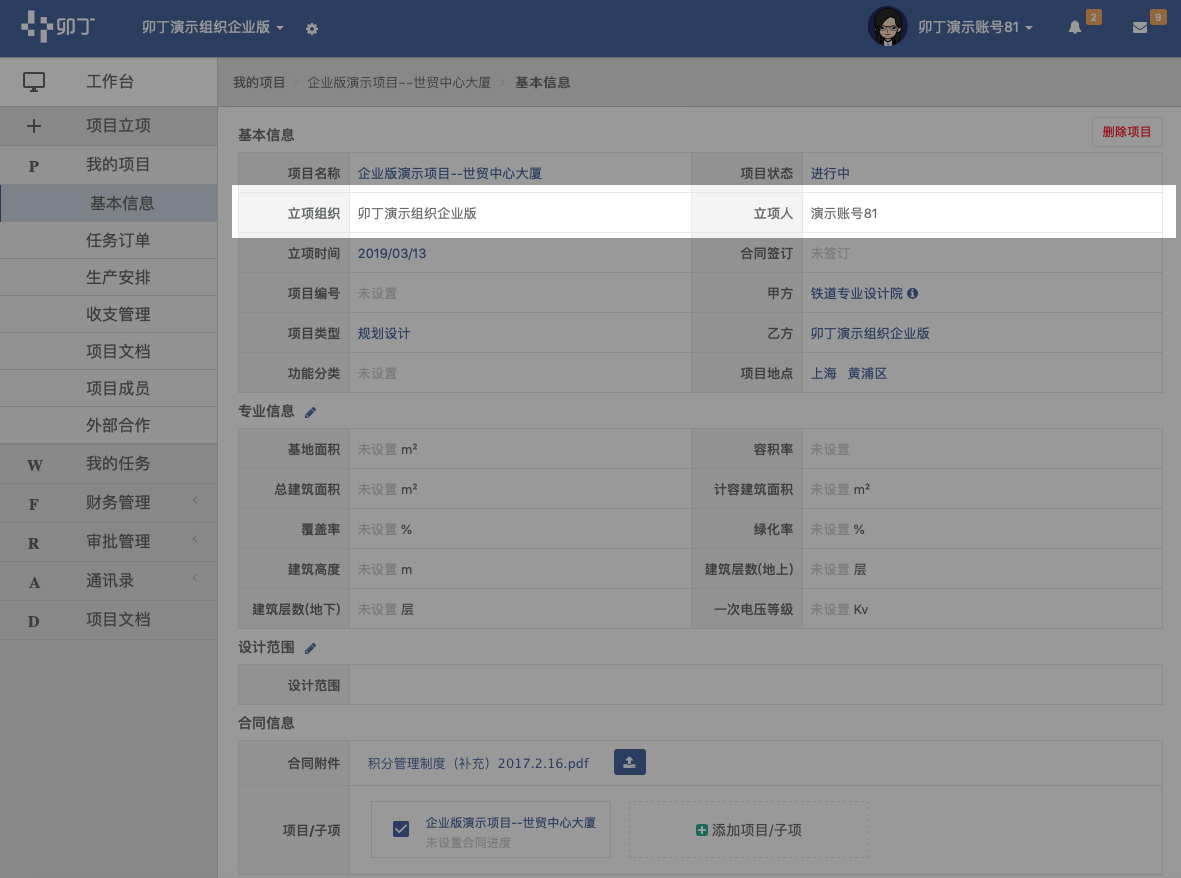 卯丁
卯丁演示组织企业版
卯丁演示账号81
2
9
工作台
项目立项
P 我的项目
基本信息
任务订单
生产安排
收支管理
项目文档
项目成员
外部合作
W 我的任务
F 财务管理
R 审批管理
A 通讯录
D 项目文档
我的项目 > 企业版演示项目--世贸中心大厦 > 基本信息
基本信息
删除项目
项目名称 企业版演示项目--世贸中心大厦 项目状态 进行中
立项组织 卯丁演示组织企业版 立项人 演示账号81
立项时间 2019/03/13 合同签订 未签订
项目编号 未设置 甲方 铁道专业设计院
项目类型 规划设计 乙方 卯丁演示组织企业版
功能分类 未设置 项目地点 上海 黄浦区
专业信息
基地面积 未设置 m² 容积率 未设置
总建筑面积 未设置 m² 计容建筑面积 未设置 m²
覆盖率 未设置 % 绿化率 未设置 %
建筑高度 未设置 m 建筑层数(地上) 未设置 层
建筑层数(地下) 未设置 层 一次电压等级 未设置 Kv
设计范围
设计范围
合同信息
合同附件 积分管理制度（补充）2017.2.16.pdf
项目/子项 企业版演示项目--世贸中心大厦
未设置合同进度
添加项目/子项